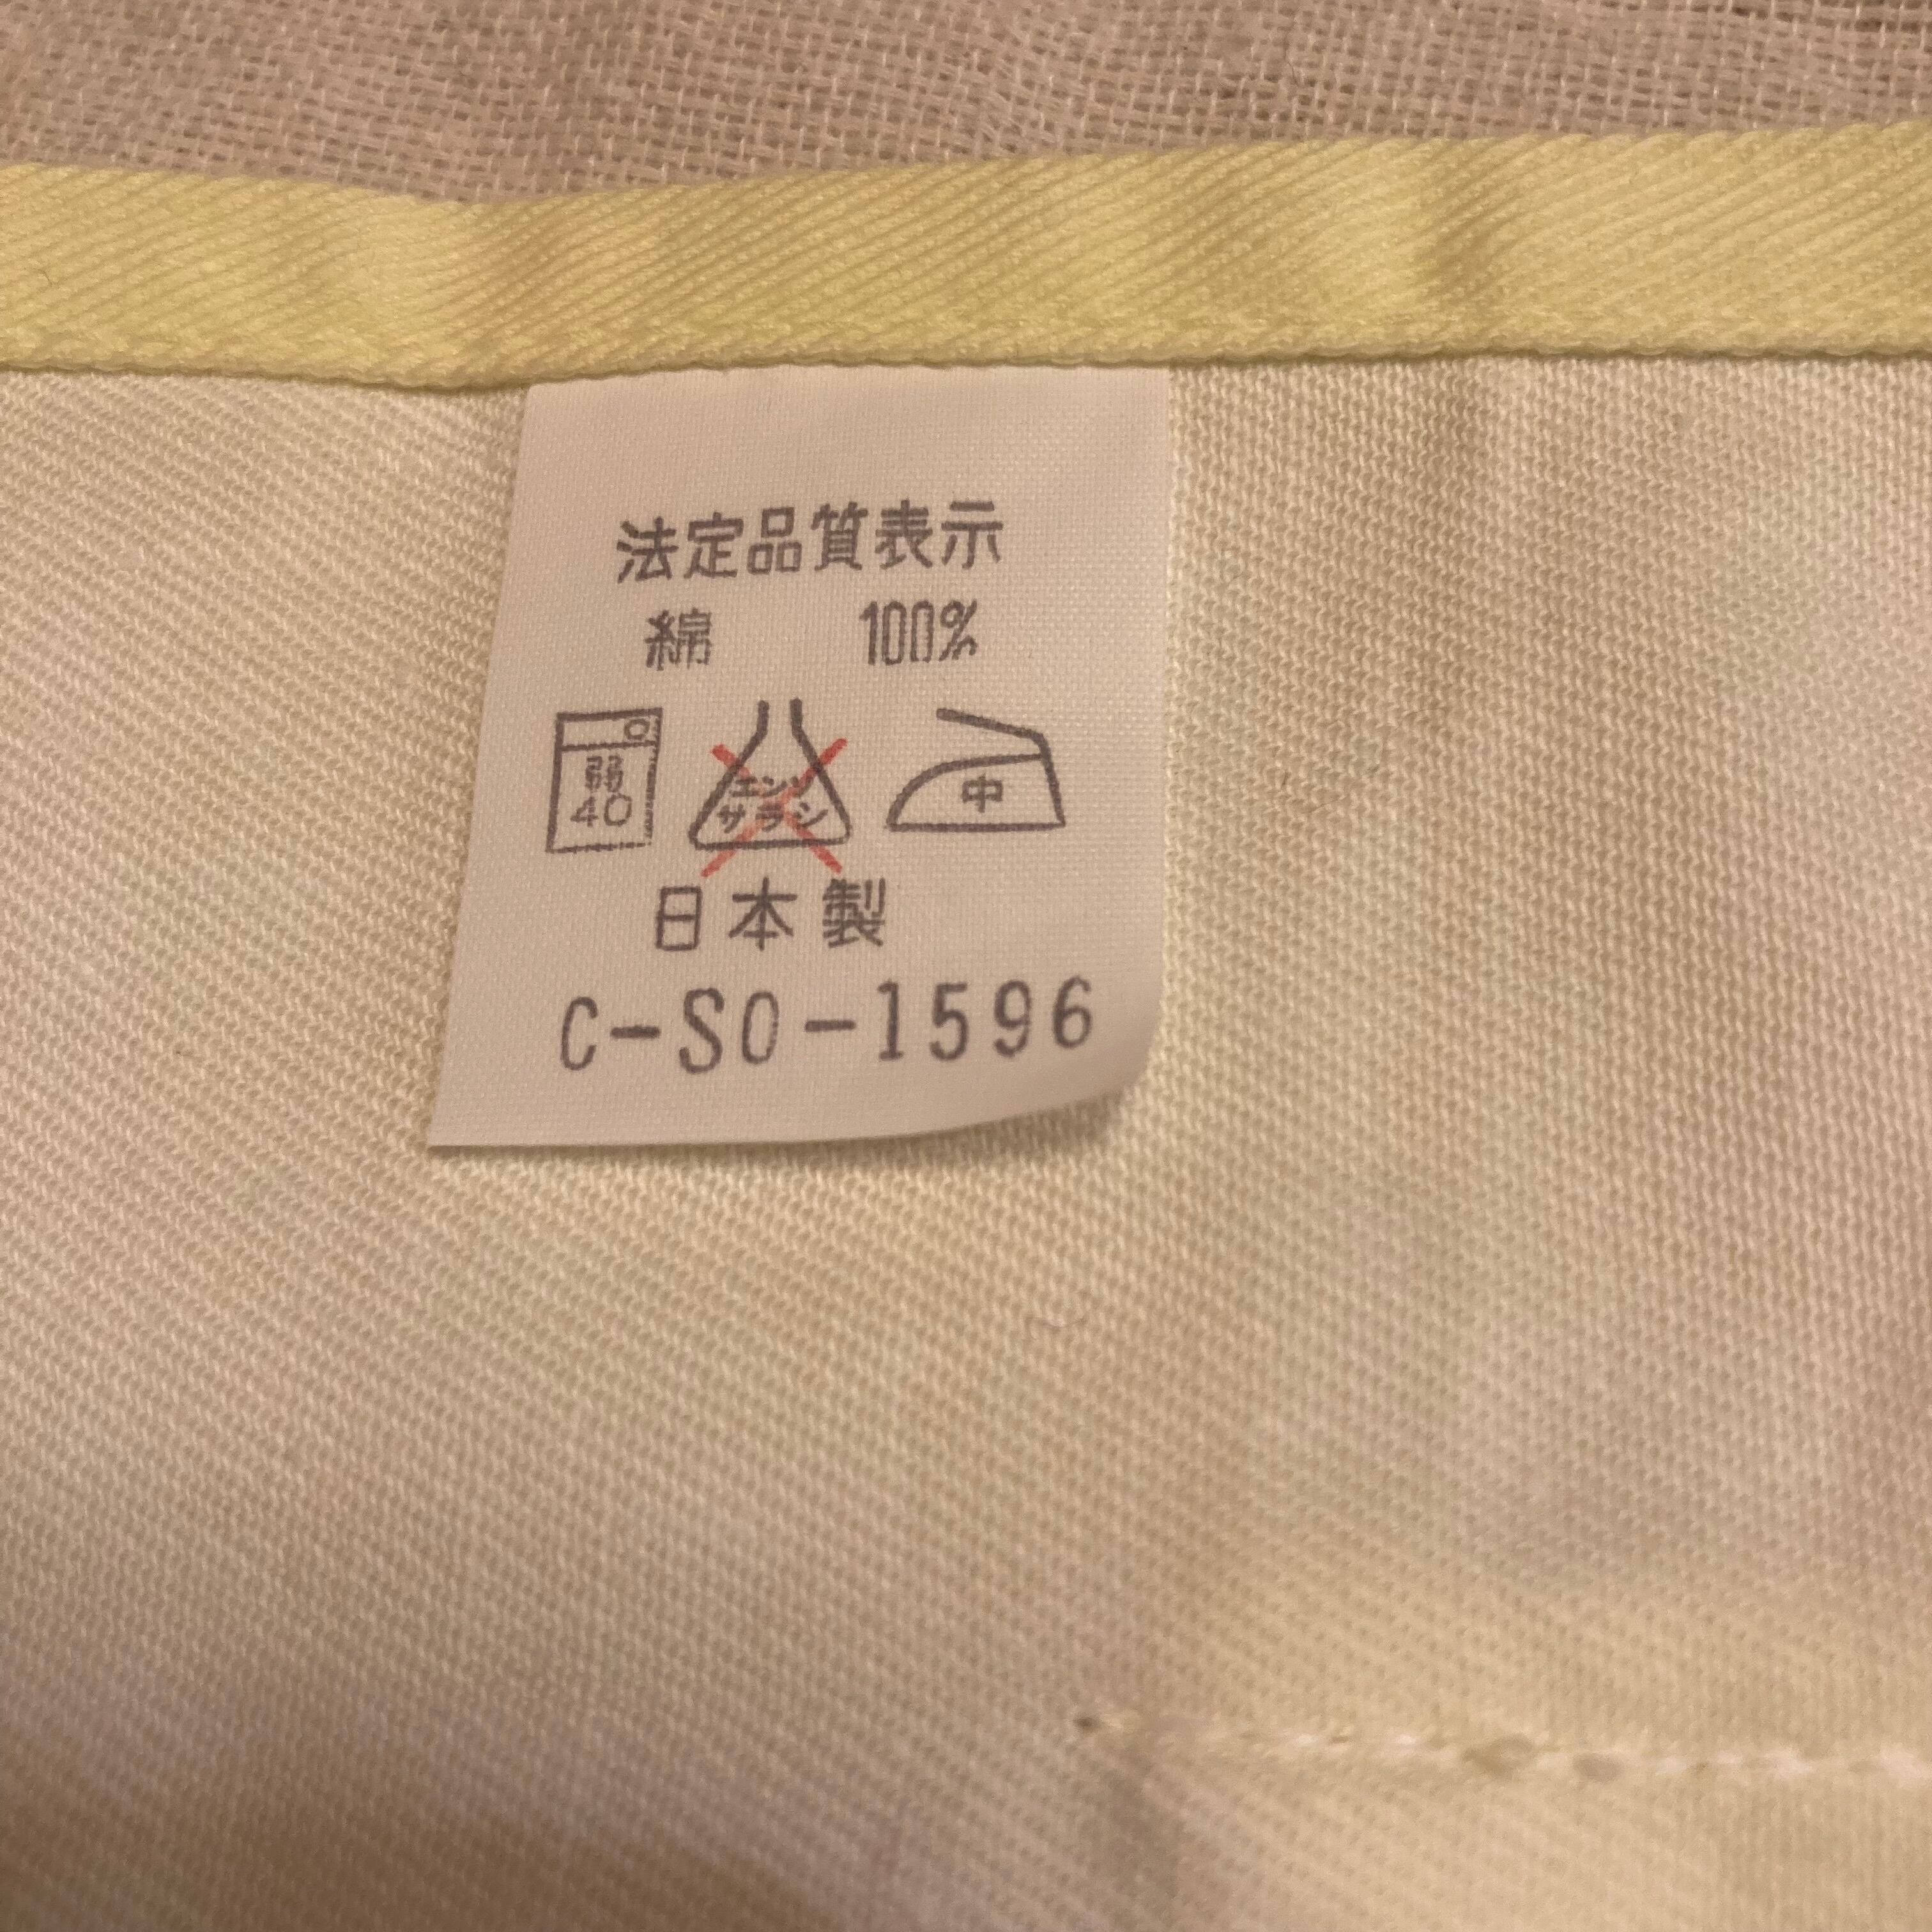 法定品質表示
綿 100%
弱
40
エンソ
サラシ
中
日本製
C-SO-1596